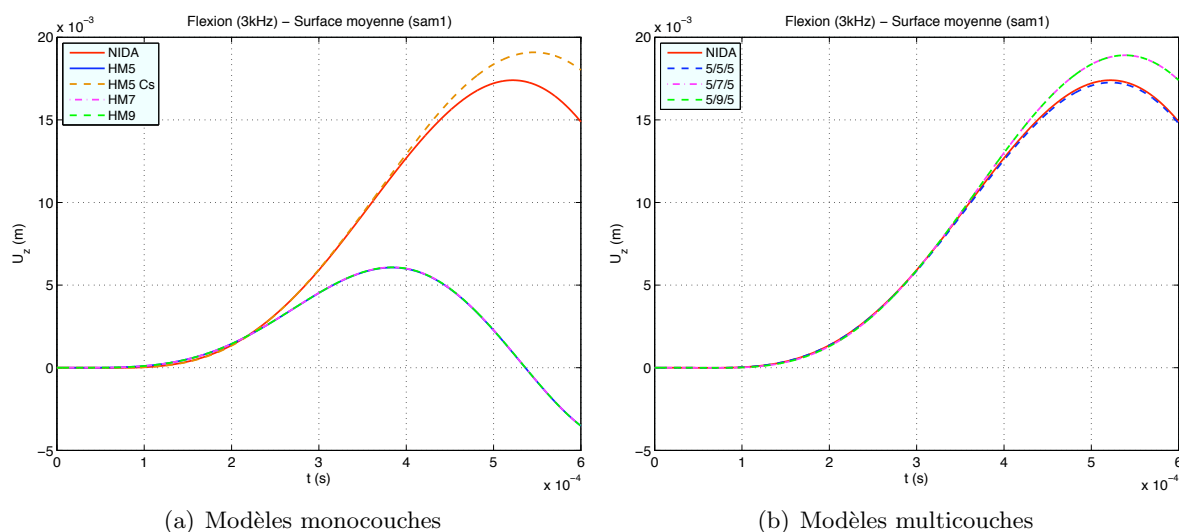 Flexion (3kHz) – Surface moyenne (sam1)
x 10⁻³
20
15
10
5
0
−5
U_z (m)
NIDA
HM5
HM5 Cs
HM7
HM9
0 1 2 3 4 5 6
t (s)
x 10⁻⁴
(a) Modèles monocouches
Flexion (3kHz) – Surface moyenne (sam1)
x 10⁻³
20
15
10
5
0
−5
U_z (m)
NIDA
5/5/5
5/7/5
5/9/5
0 1 2 3 4 5 6
t (s)
x 10⁻⁴
(b) Modèles multicouches